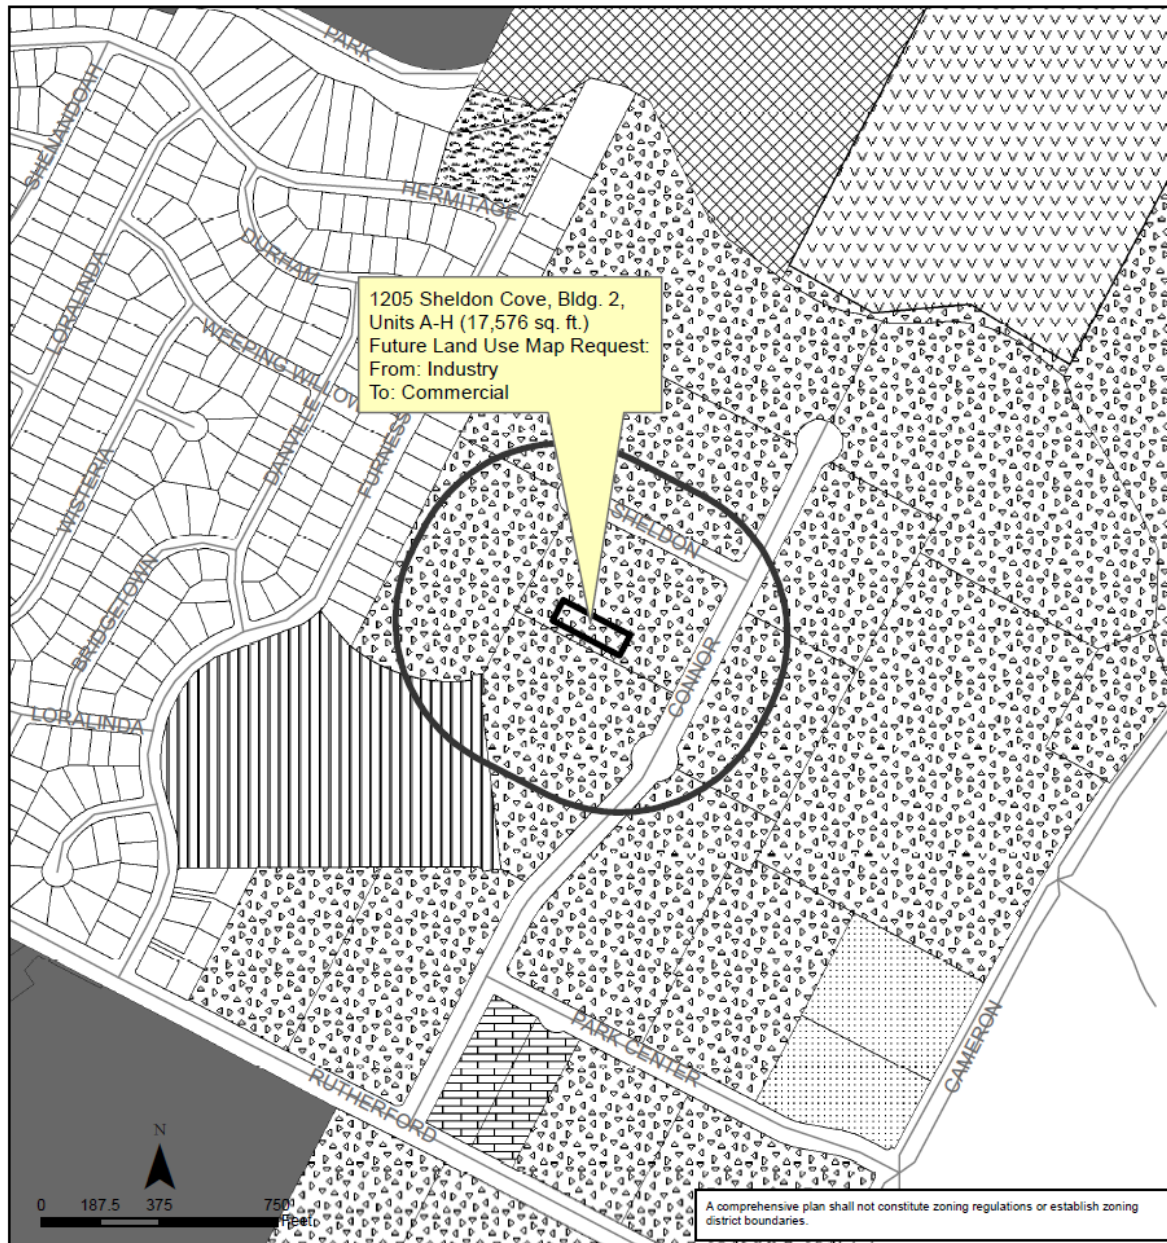 PARK
SHENANDOAH
HERMITAGE
DURHAM
LORALINDA
1205 Sheldon Cove, Bldg. 2,
Units A-H (17,576 sq. ft.)
Future Land Use Map Request:
From: Industry
To: Commercial
WEEPING WILLOW
DANVILLE
FURNESS
WISTERIA
SHELDON
BRIDGETOWN
CONNOR
LORALINDA
PARK CENTER
CAMERON
RUTHERFORD
N
0 187.5 375 750
Feet
A comprehensive plan shall not constitute zoning regulations or establish zoning
district boundaries.